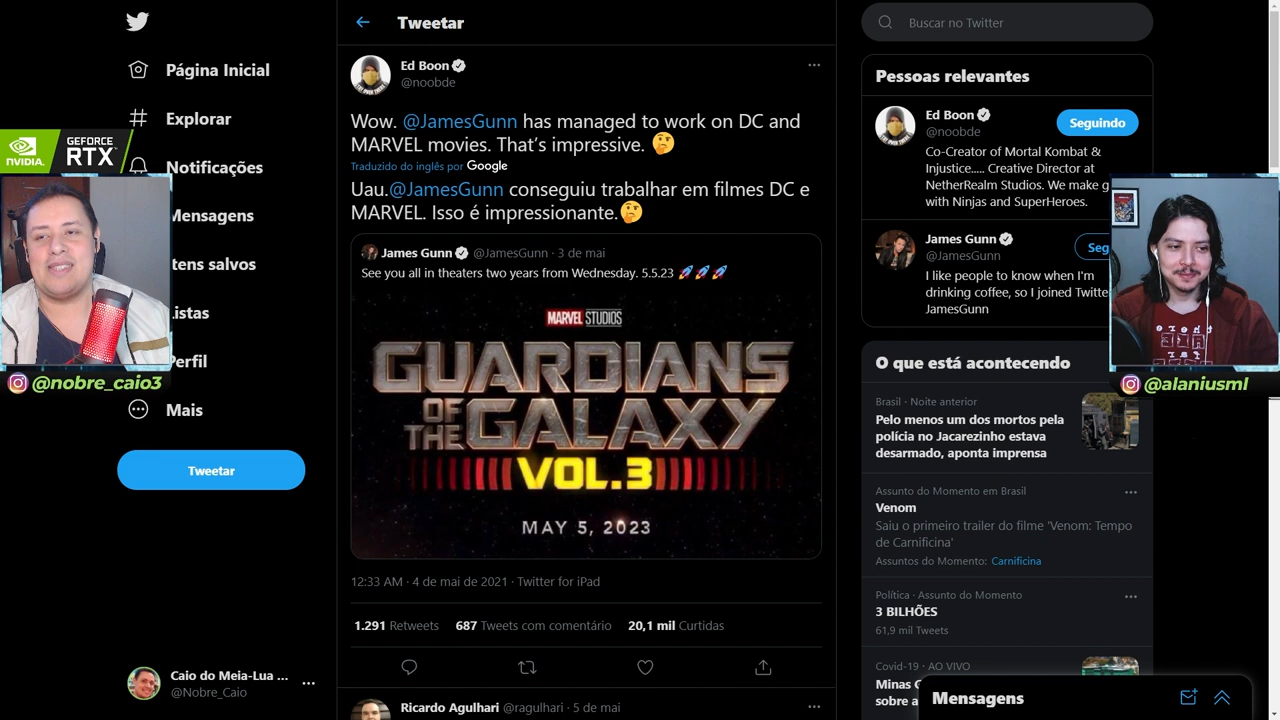 Tweetar
Buscar no Twitter
Página Inicial
Explorar
Notificações
Mensagens
Itens salvos
Listas
Perfil
Mais
Tweetar
Caio do Meia-Lua ...
@Nobre_Caio
NVIDIA.
GEFORCE
RTX
@nobre_caio3
Ed Boon
@noobde
Wow. @JamesGunn has managed to work on DC and
MARVEL movies. That's impressive. 🤔
Traduzido do inglês por Google
Uau.@JamesGunn conseguiu trabalhar em filmes DC e
MARVEL. Isso é impressionante.🤔
James Gunn @JamesGunn · 3 de mai
See you all in theaters two years from Wednesday. 5.5.23 🚀🚀🚀
MARVEL STUDIOS
GUARDIANS
OF THE GALAXY
VOL.3
MAY 5, 2023
12:33 AM · 4 de mai de 2021 · Twitter for iPad
1.291 Retweets 687 Tweets com comentário 20,1 mil Curtidas
Ricardo Agulhari @ragulhari · 5 de mai
Pessoas relevantes
Ed Boon
@noobde
Seguindo
Co-Creator of Mortal Kombat &
Injustice..... Creative Director at
NetherRealm Studios. We make g
with Ninjas and SuperHeroes.
James Gunn
@JamesGunn
Seg
I like people to know when I'm
drinking coffee, so I joined Twitte
JamesGunn
@alaniusml
O que está acontecendo
Brasil · Noite anterior
Pelo menos um dos mortos pela
polícia no Jacarezinho estava
desarmado, aponta imprensa
Assunto do Momento em Brasil
Venom
Saiu o primeiro trailer do filme 'Venom: Tempo
de Carnificina'
Assuntos do Momento: Carnificina
Política · Assunto do Momento
3 BILHÕES
61,9 mil Tweets
Covid-19 · AO VIVO
Minas G
sobre a
Mensagens